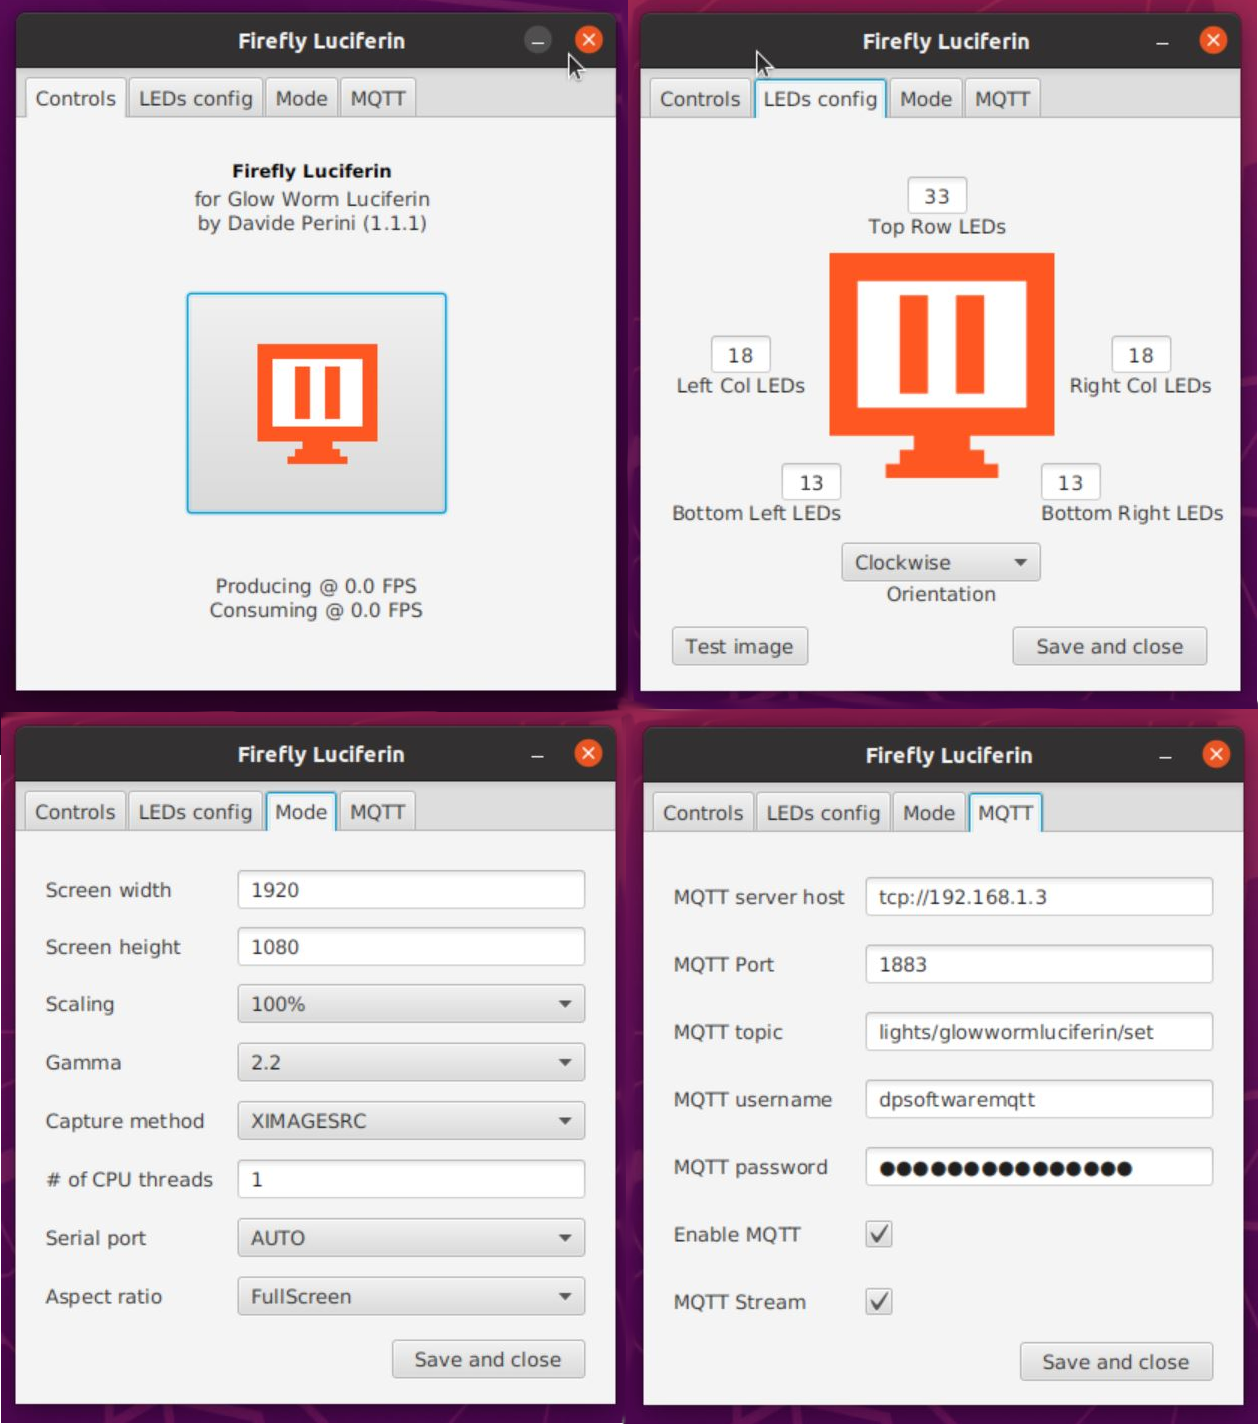 Firefly Luciferin
Controls LEDs config Mode MQTT
Firefly Luciferin
for Glow Worm Luciferin
by Davide Perini (1.1.1)
Producing @ 0.0 FPS
Consuming @ 0.0 FPS
Firefly Luciferin
Controls LEDs config Mode MQTT
33
Top Row LEDs
18
Left Col LEDs
18
Right Col LEDs
13
Bottom Left LEDs
13
Bottom Right LEDs
Clockwise
Orientation
Test image Save and close
Firefly Luciferin
Controls LEDs config Mode MQTT
Screen width 1920
Screen height 1080
Scaling 100%
Gamma 2.2
Capture method XIMAGESRC
# of CPU threads 1
Serial port AUTO
Aspect ratio FullScreen
Save and close
Firefly Luciferin
Controls LEDs config Mode MQTT
MQTT server host tcp://192.168.1.3
MQTT Port 1883
MQTT topic lights/glowwormluciferin/set
MQTT username dpsoftwaremqtt
MQTT password ●●●●●●●●●●●●●●●
Enable MQTT
MQTT Stream
Save and close